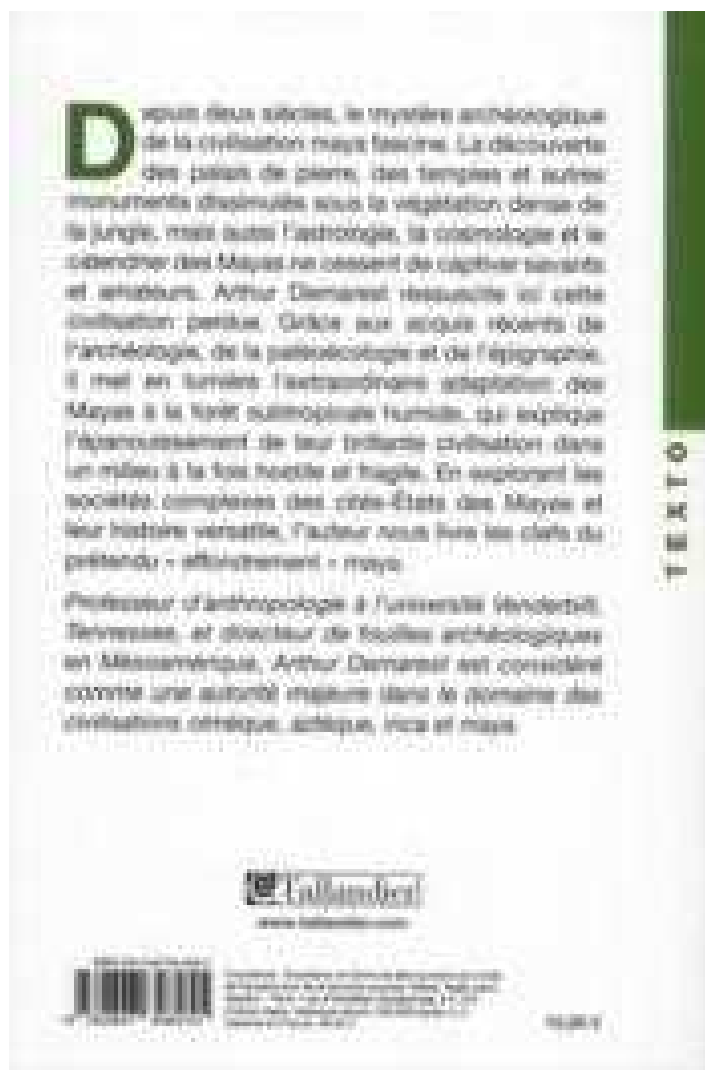 Depuis deux siècles, le mystère archéologique
de la civilisation maya fascine. La découverte
des palais de pierre, des temples et autres
monuments dissimulés sous la végétation dense de
la jungle, mais aussi l'astrologie, la cosmologie et le
calendrier des Mayas ne cessent de captiver savants
et amateurs. Arthur Demarest ressuscite ici cette
civilisation perdue. Grâce aux acquis récents de
l'archéologie, de la paléoécologie et de l'épigraphie,
il met en lumière l'extraordinaire adaptation des
Mayas à la forêt subtropicale humide, qui explique
l'épanouissement de leur brillante civilisation dans
un milieu à la fois hostile et fragile. En explorant les
sociétés complexes des cités-États des Mayas et
leur histoire versatile, l'auteur nous livre les clefs du
prétendu « effondrement » maya.
Professeur d'anthropologie à l'université Vanderbilt,
Tennessee, et directeur de fouilles archéologiques
en Mésoamérique, Arthur Demarest est considéré
comme une autorité majeure dans le domaine des
civilisations olmèque, aztèque, inca et maya.
TEXTO
Tallandier
www.tallandier.com